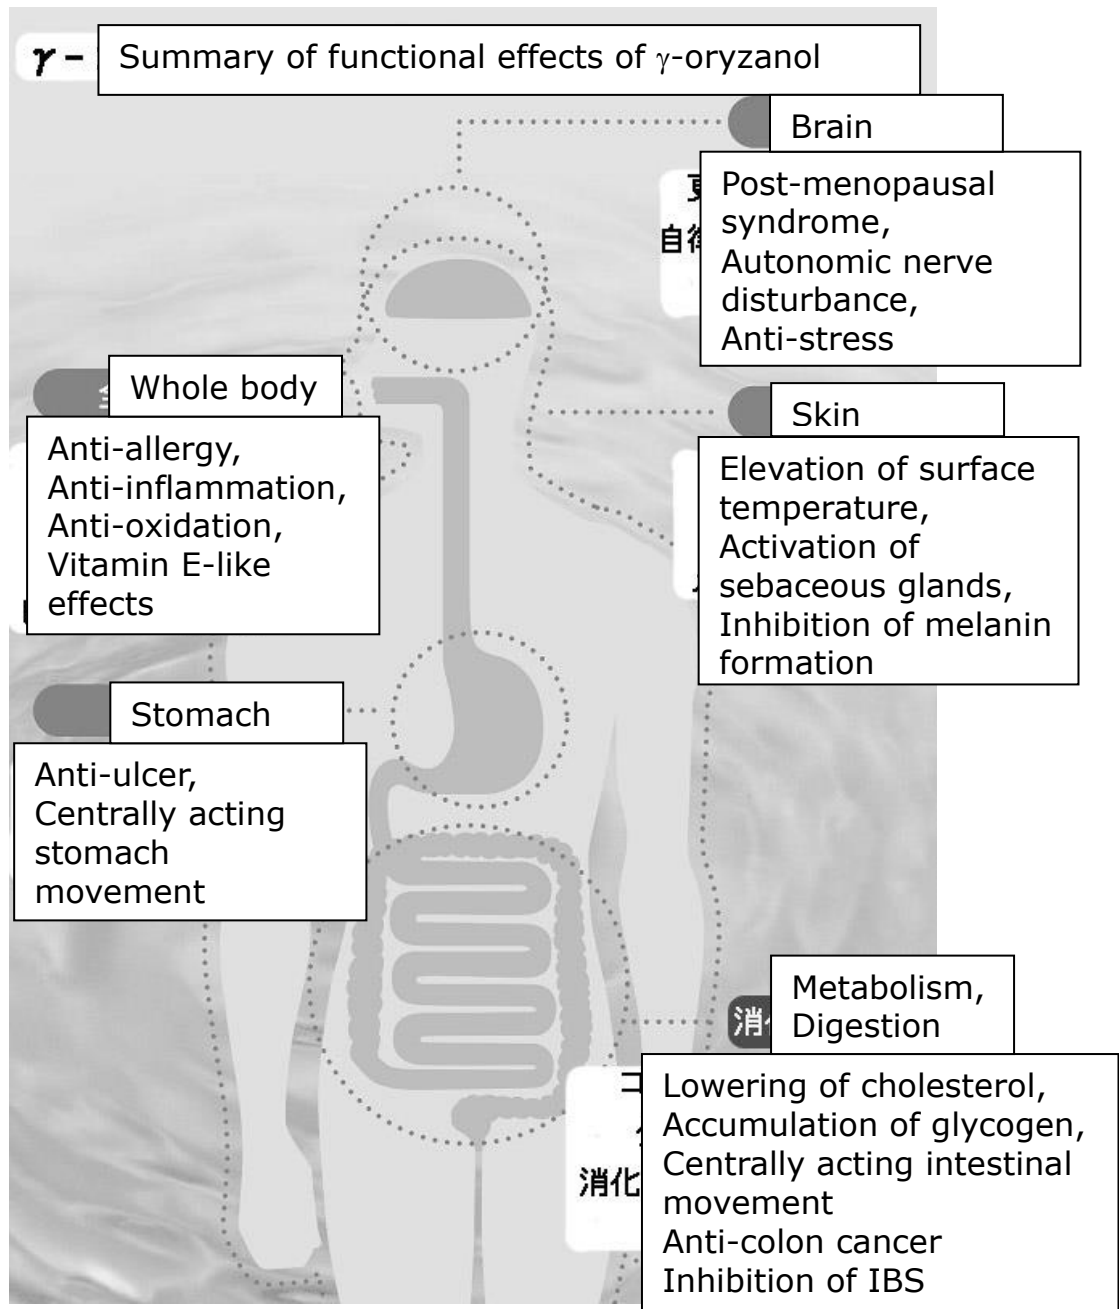 γ–
Summary of functional effects of γ-oryzanol
Brain
Post-menopausal
syndrome,
Autonomic nerve
disturbance,
Anti-stress
自律
Whole body
Anti-allergy,
Anti-inflammation,
Anti-oxidation,
Vitamin E-like
effects
Skin
Elevation of surface
temperature,
Activation of
sebaceous glands,
Inhibition of melanin
formation
Stomach
Anti-ulcer,
Centrally acting
stomach
movement
消
Metabolism,
Digestion
Lowering of cholesterol,
Accumulation of glycogen,
Centrally acting intestinal
movement
Anti-colon cancer
Inhibition of IBS
消化